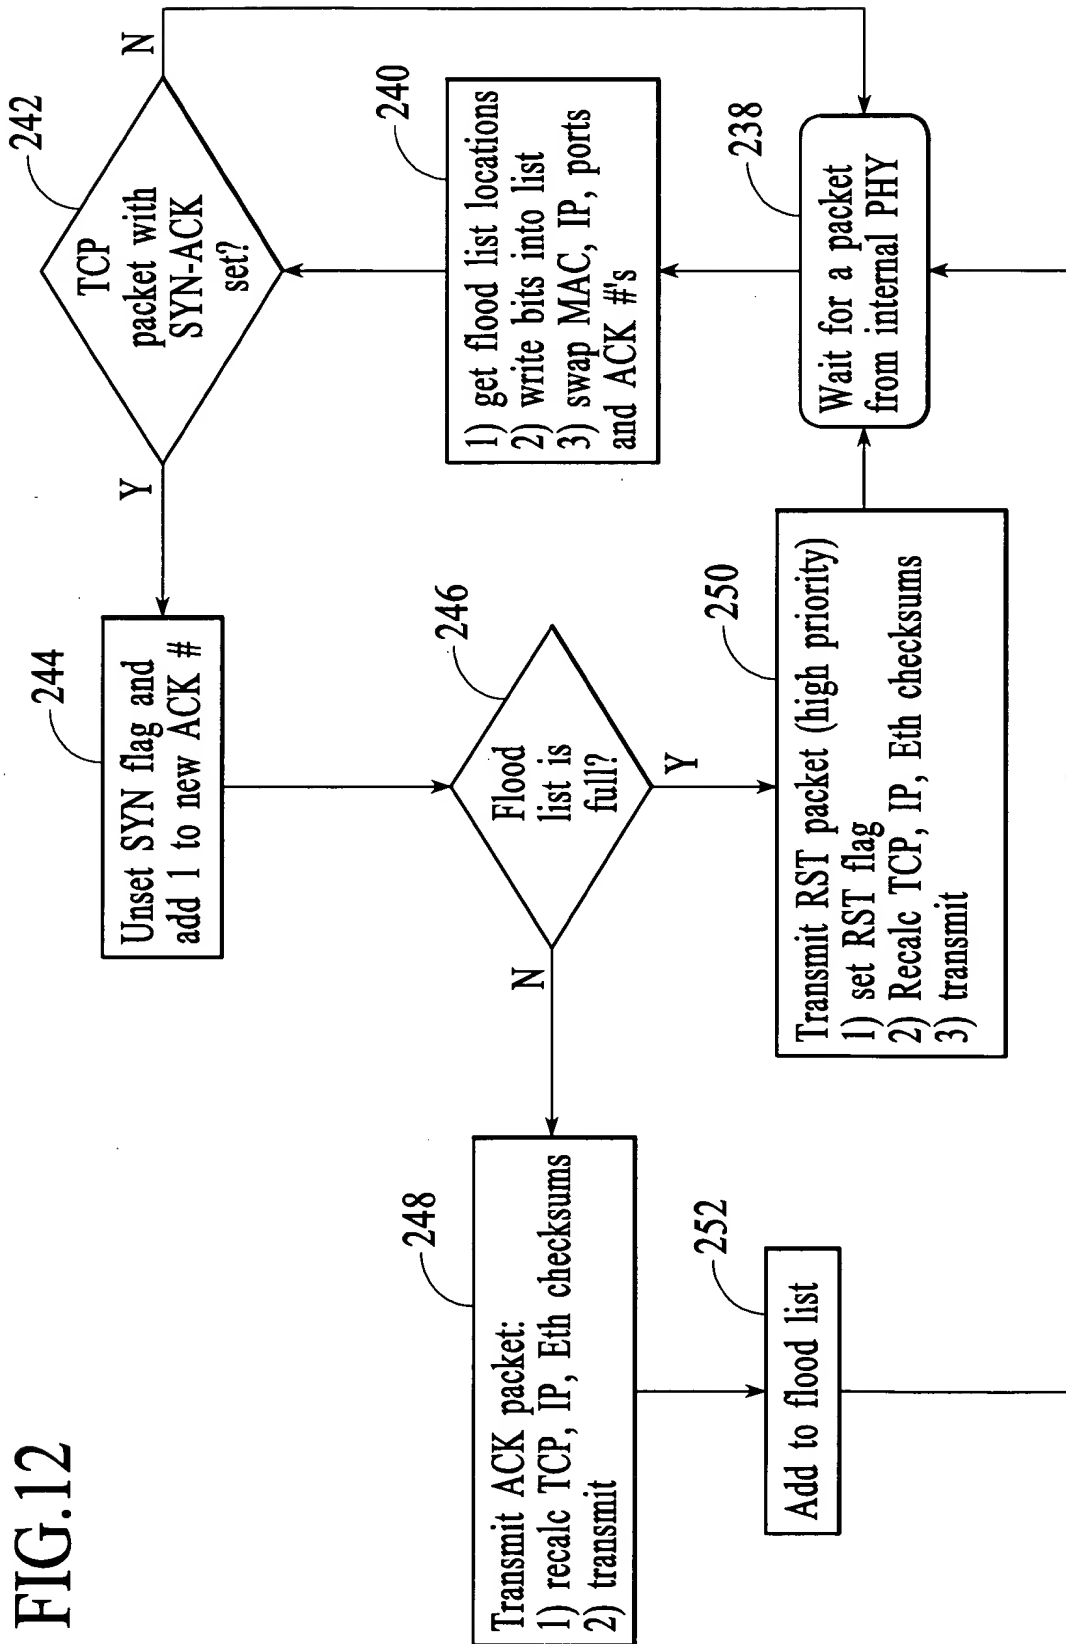 FIG.12
242
TCP
packet with
SYN-ACK
set?
N
Y
240
1) get flood list locations
2) write bits into list
3) swap MAC, IP, ports
and ACK #'s
238
Wait for a packet
from internal PHY
244
Unset SYN flag and
add 1 to new ACK #
246
Flood
list is
full?
N
Y
250
Transmit RST packet (high priority)
1) set RST flag
2) Recalc TCP, IP, Eth checksums
3) transmit
248
Transmit ACK packet:
1) recalc TCP, IP, Eth checksums
2) transmit
252
Add to flood list